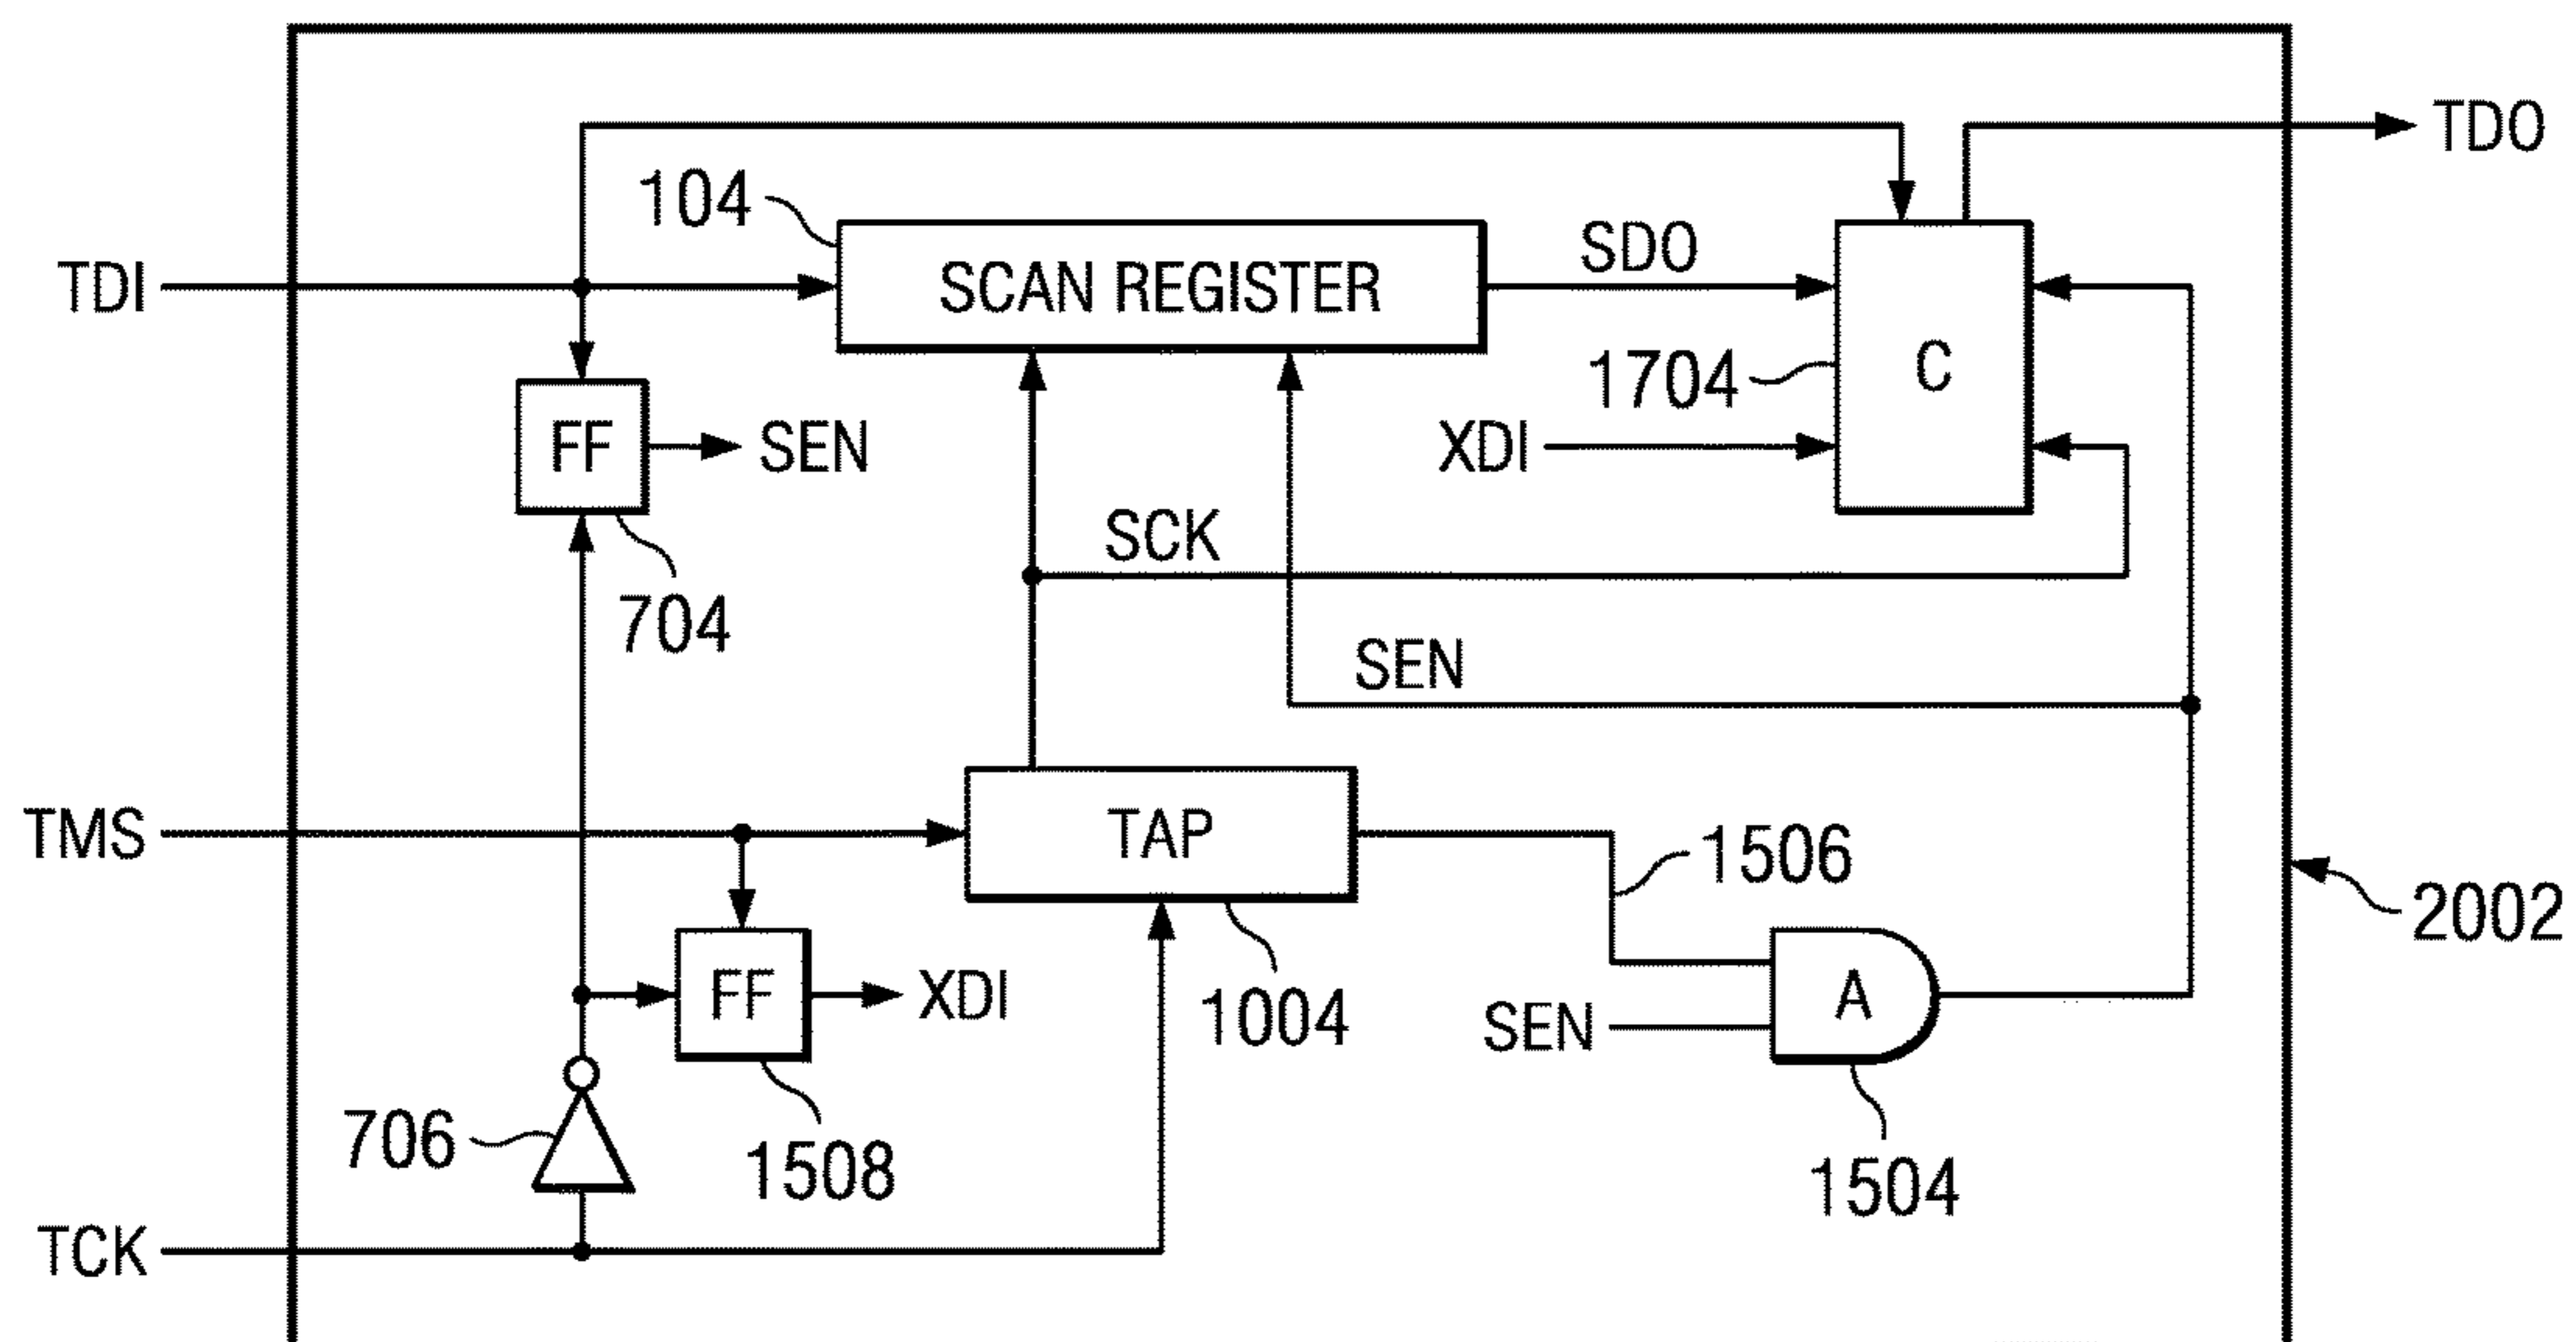 TDO
104
SDO
TDI
SCAN REGISTER
C
1704
FF
SEN
XDI
SCK
704
SEN
TMS
TAP
1506
2002
FF
XDI
1004
SEN
A
706
1508
1504
TCK